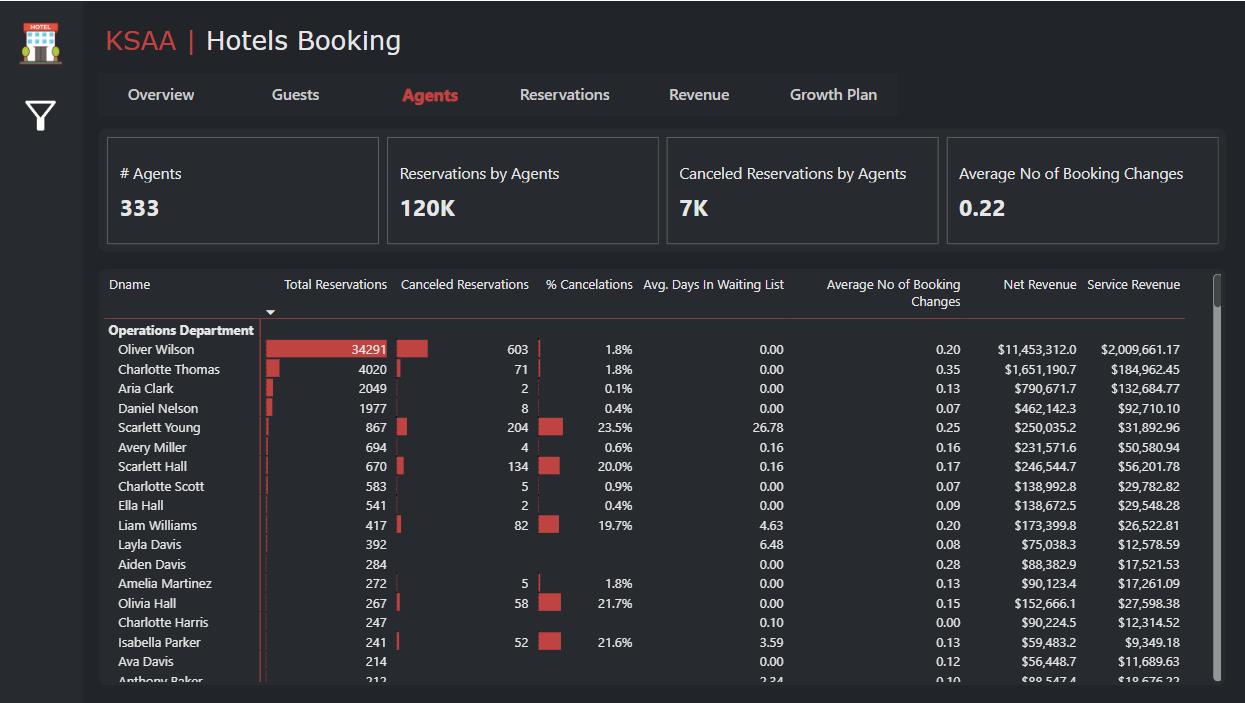 HOTEL
KSAA | Hotels Booking
Overview Guests Agents Reservations Revenue Growth Plan
# Agents Reservations by Agents Canceled Reservations by Agents Average No of Booking Changes
333 120K 7K 0.22
Dname Total Reservations Canceled Reservations % Cancelations Avg. Days In Waiting List Average No of Booking Net Revenue Service Revenue
Changes
Operations Department
Oliver Wilson 34291 603 1.8% 0.00 0.20 $11,453,312.0 $2,009,661.17
Charlotte Thomas 4020 71 1.8% 0.00 0.35 $1,651,190.7 $184,962.45
Aria Clark 2049 2 0.1% 0.00 0.13 $790,671.7 $132,684.77
Daniel Nelson 1977 8 0.4% 0.00 0.07 $462,142.3 $92,710.10
Scarlett Young 867 204 23.5% 26.78 0.25 $250,035.2 $31,892.96
Avery Miller 694 4 0.6% 0.16 0.16 $231,571.6 $50,580.94
Scarlett Hall 670 134 20.0% 0.16 0.17 $246,544.7 $56,201.78
Charlotte Scott 583 5 0.9% 0.00 0.07 $138,992.8 $29,782.82
Ella Hall 541 2 0.4% 0.00 0.09 $138,672.5 $29,548.28
Liam Williams 417 82 19.7% 4.63 0.20 $173,399.8 $26,522.81
Layla Davis 392 6.48 0.08 $75,038.3 $12,578.59
Aiden Davis 284 0.00 0.28 $88,382.9 $17,521.53
Amelia Martinez 272 5 1.8% 0.00 0.13 $90,123.4 $17,261.09
Olivia Hall 267 58 21.7% 0.00 0.15 $152,666.1 $27,598.38
Charlotte Harris 247 0.10 0.00 $90,224.5 $12,314.52
Isabella Parker 241 52 21.6% 3.59 0.13 $59,483.2 $9,349.18
Ava Davis 214 0.00 0.12 $56,448.7 $11,689.63
Anthony Baker 212 2.34 0.10 $88,547.4 $18,676.22